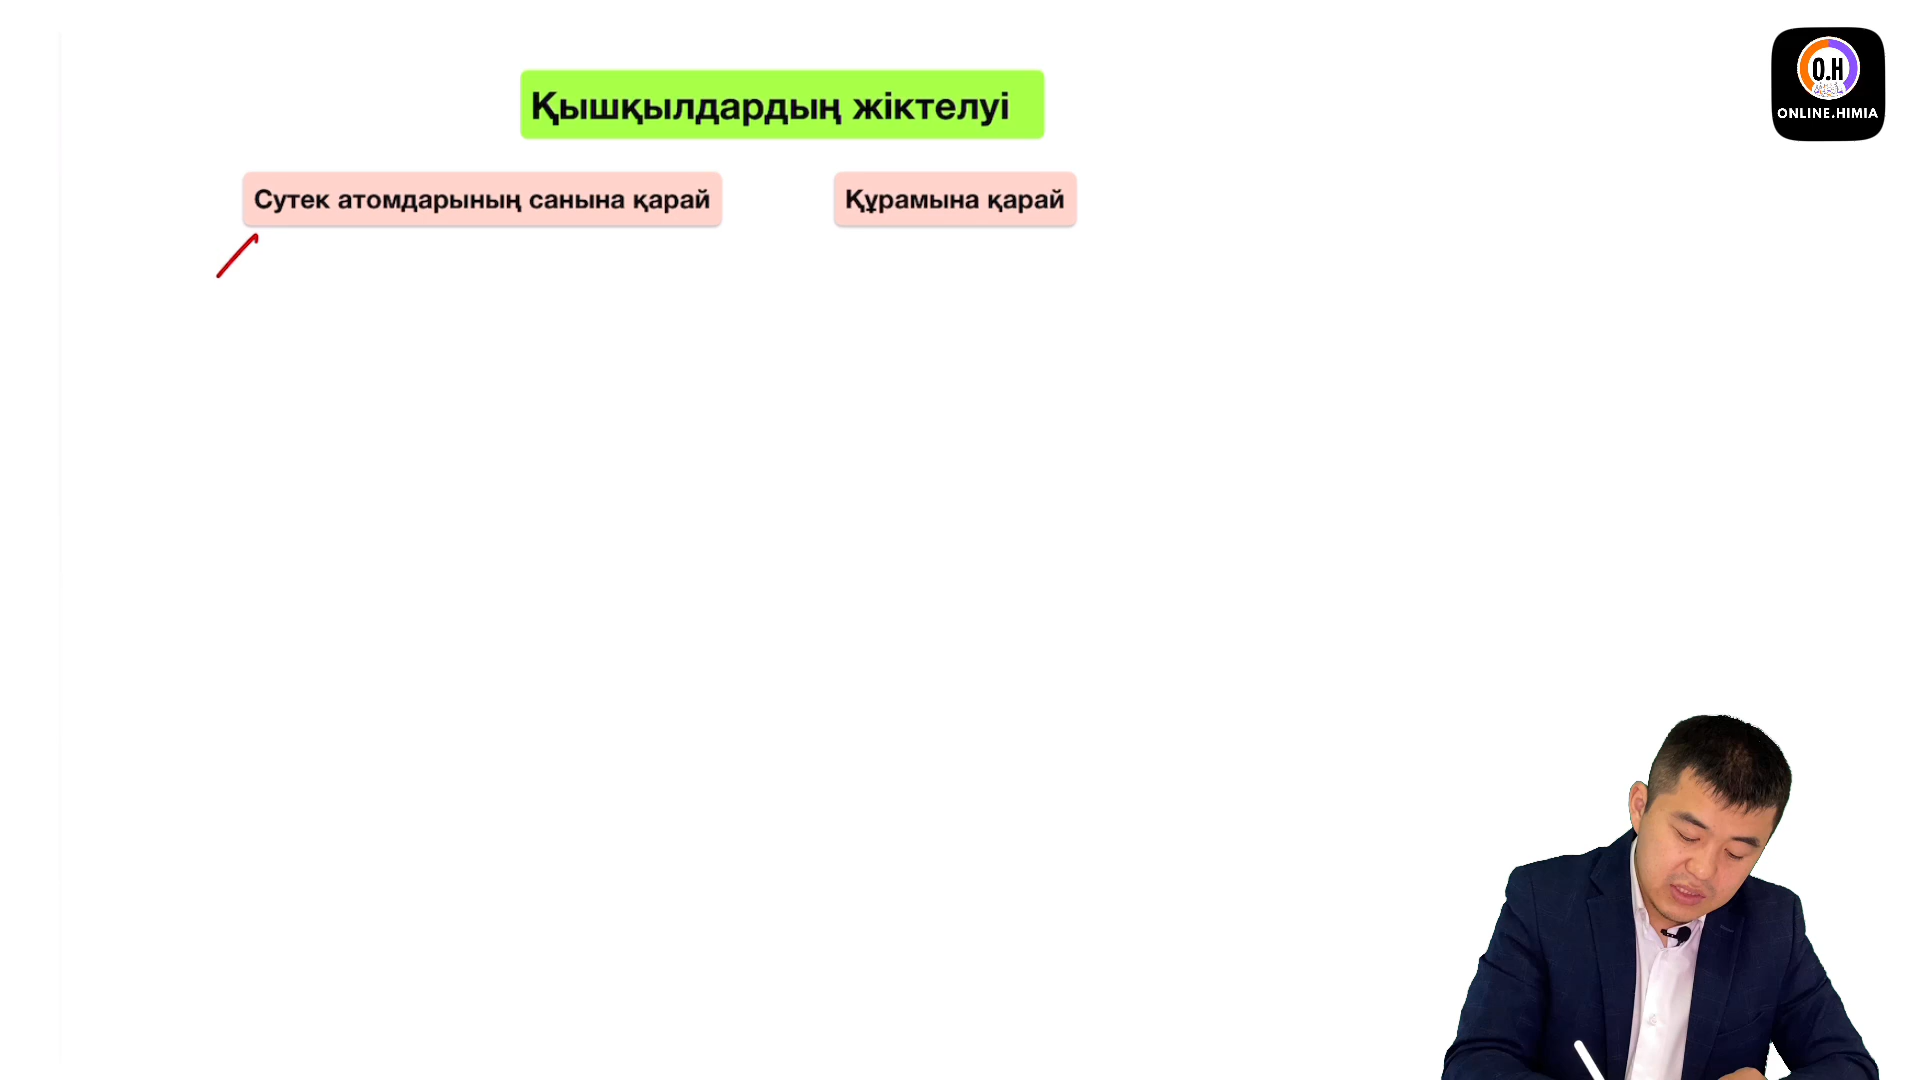 Қышқылдардың жіктелуі
Сутек атомдарының санына қарай
Құрамына қарай
O.H
ONLINE.HIMIA